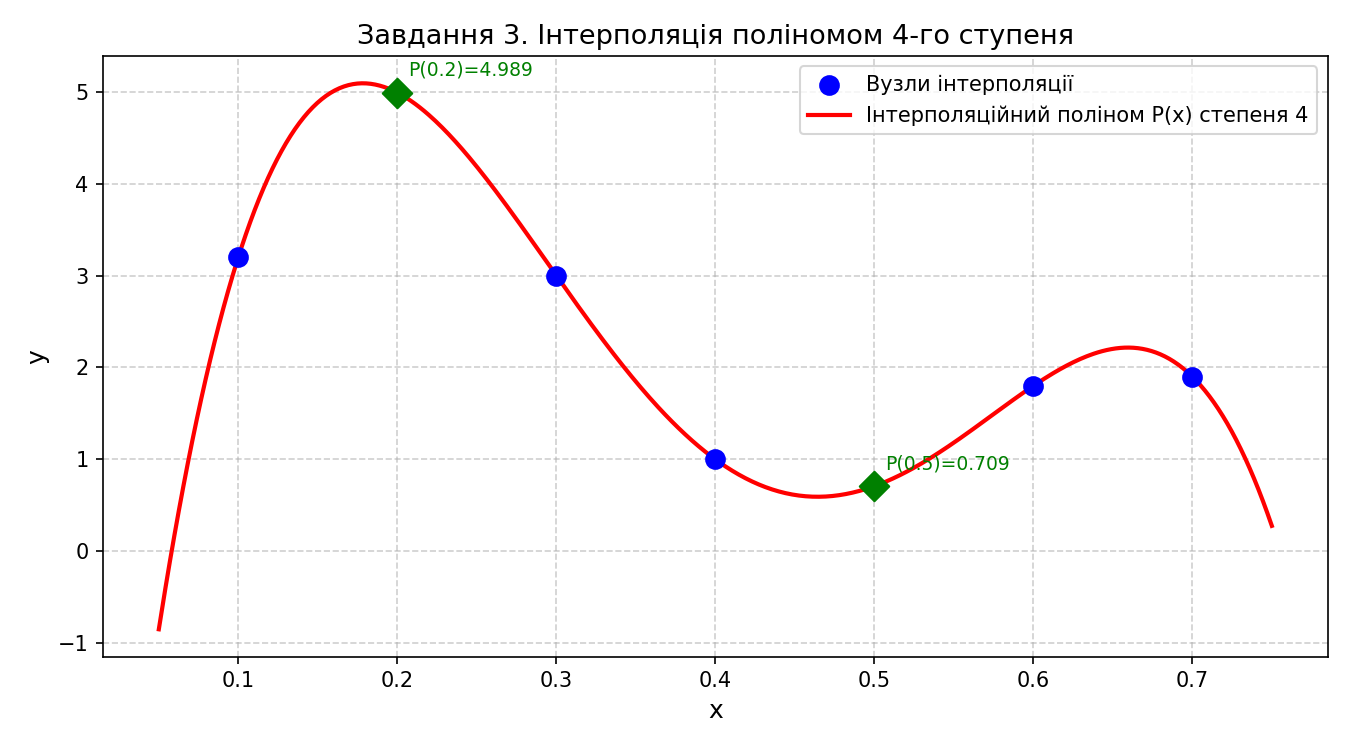 Завдання 3. Інтерполяція поліномом 4-го ступеня
P(0.2)=4.989
Вузли інтерполяції
Інтерполяційний поліном P(x) степеня 4
5
4
3
2
1
0
−1
y
P(0.5)=0.709
0.1 0.2 0.3 0.4 0.5 0.6 0.7
x